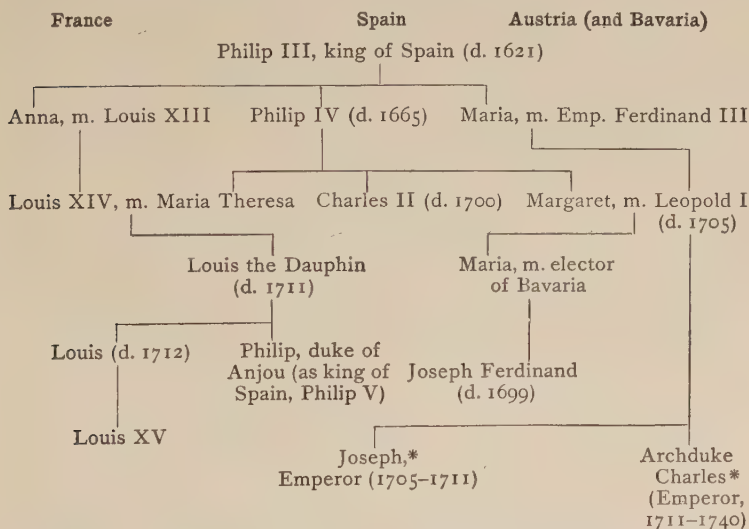 France Spain Austria (and Bavaria)
Philip III, king of Spain (d. 1621)
Anna, m. Louis XIII Philip IV (d. 1665) Maria, m. Emp. Ferdinand III
Louis XIV, m. Maria Theresa Charles II (d. 1700) Margaret, m. Leopold I
(d. 1705)
Louis the Dauphin
(d. 1711)
Maria, m. elector
of Bavaria
Louis (d. 1712)
Philip, duke of
Anjou (as king of
Spain, Philip V)
Joseph Ferdinand
(d. 1699)
Louis XV
Joseph,*
Emperor (1705–1711)
Archduke
Charles*
(Emperor,
1711–1740)